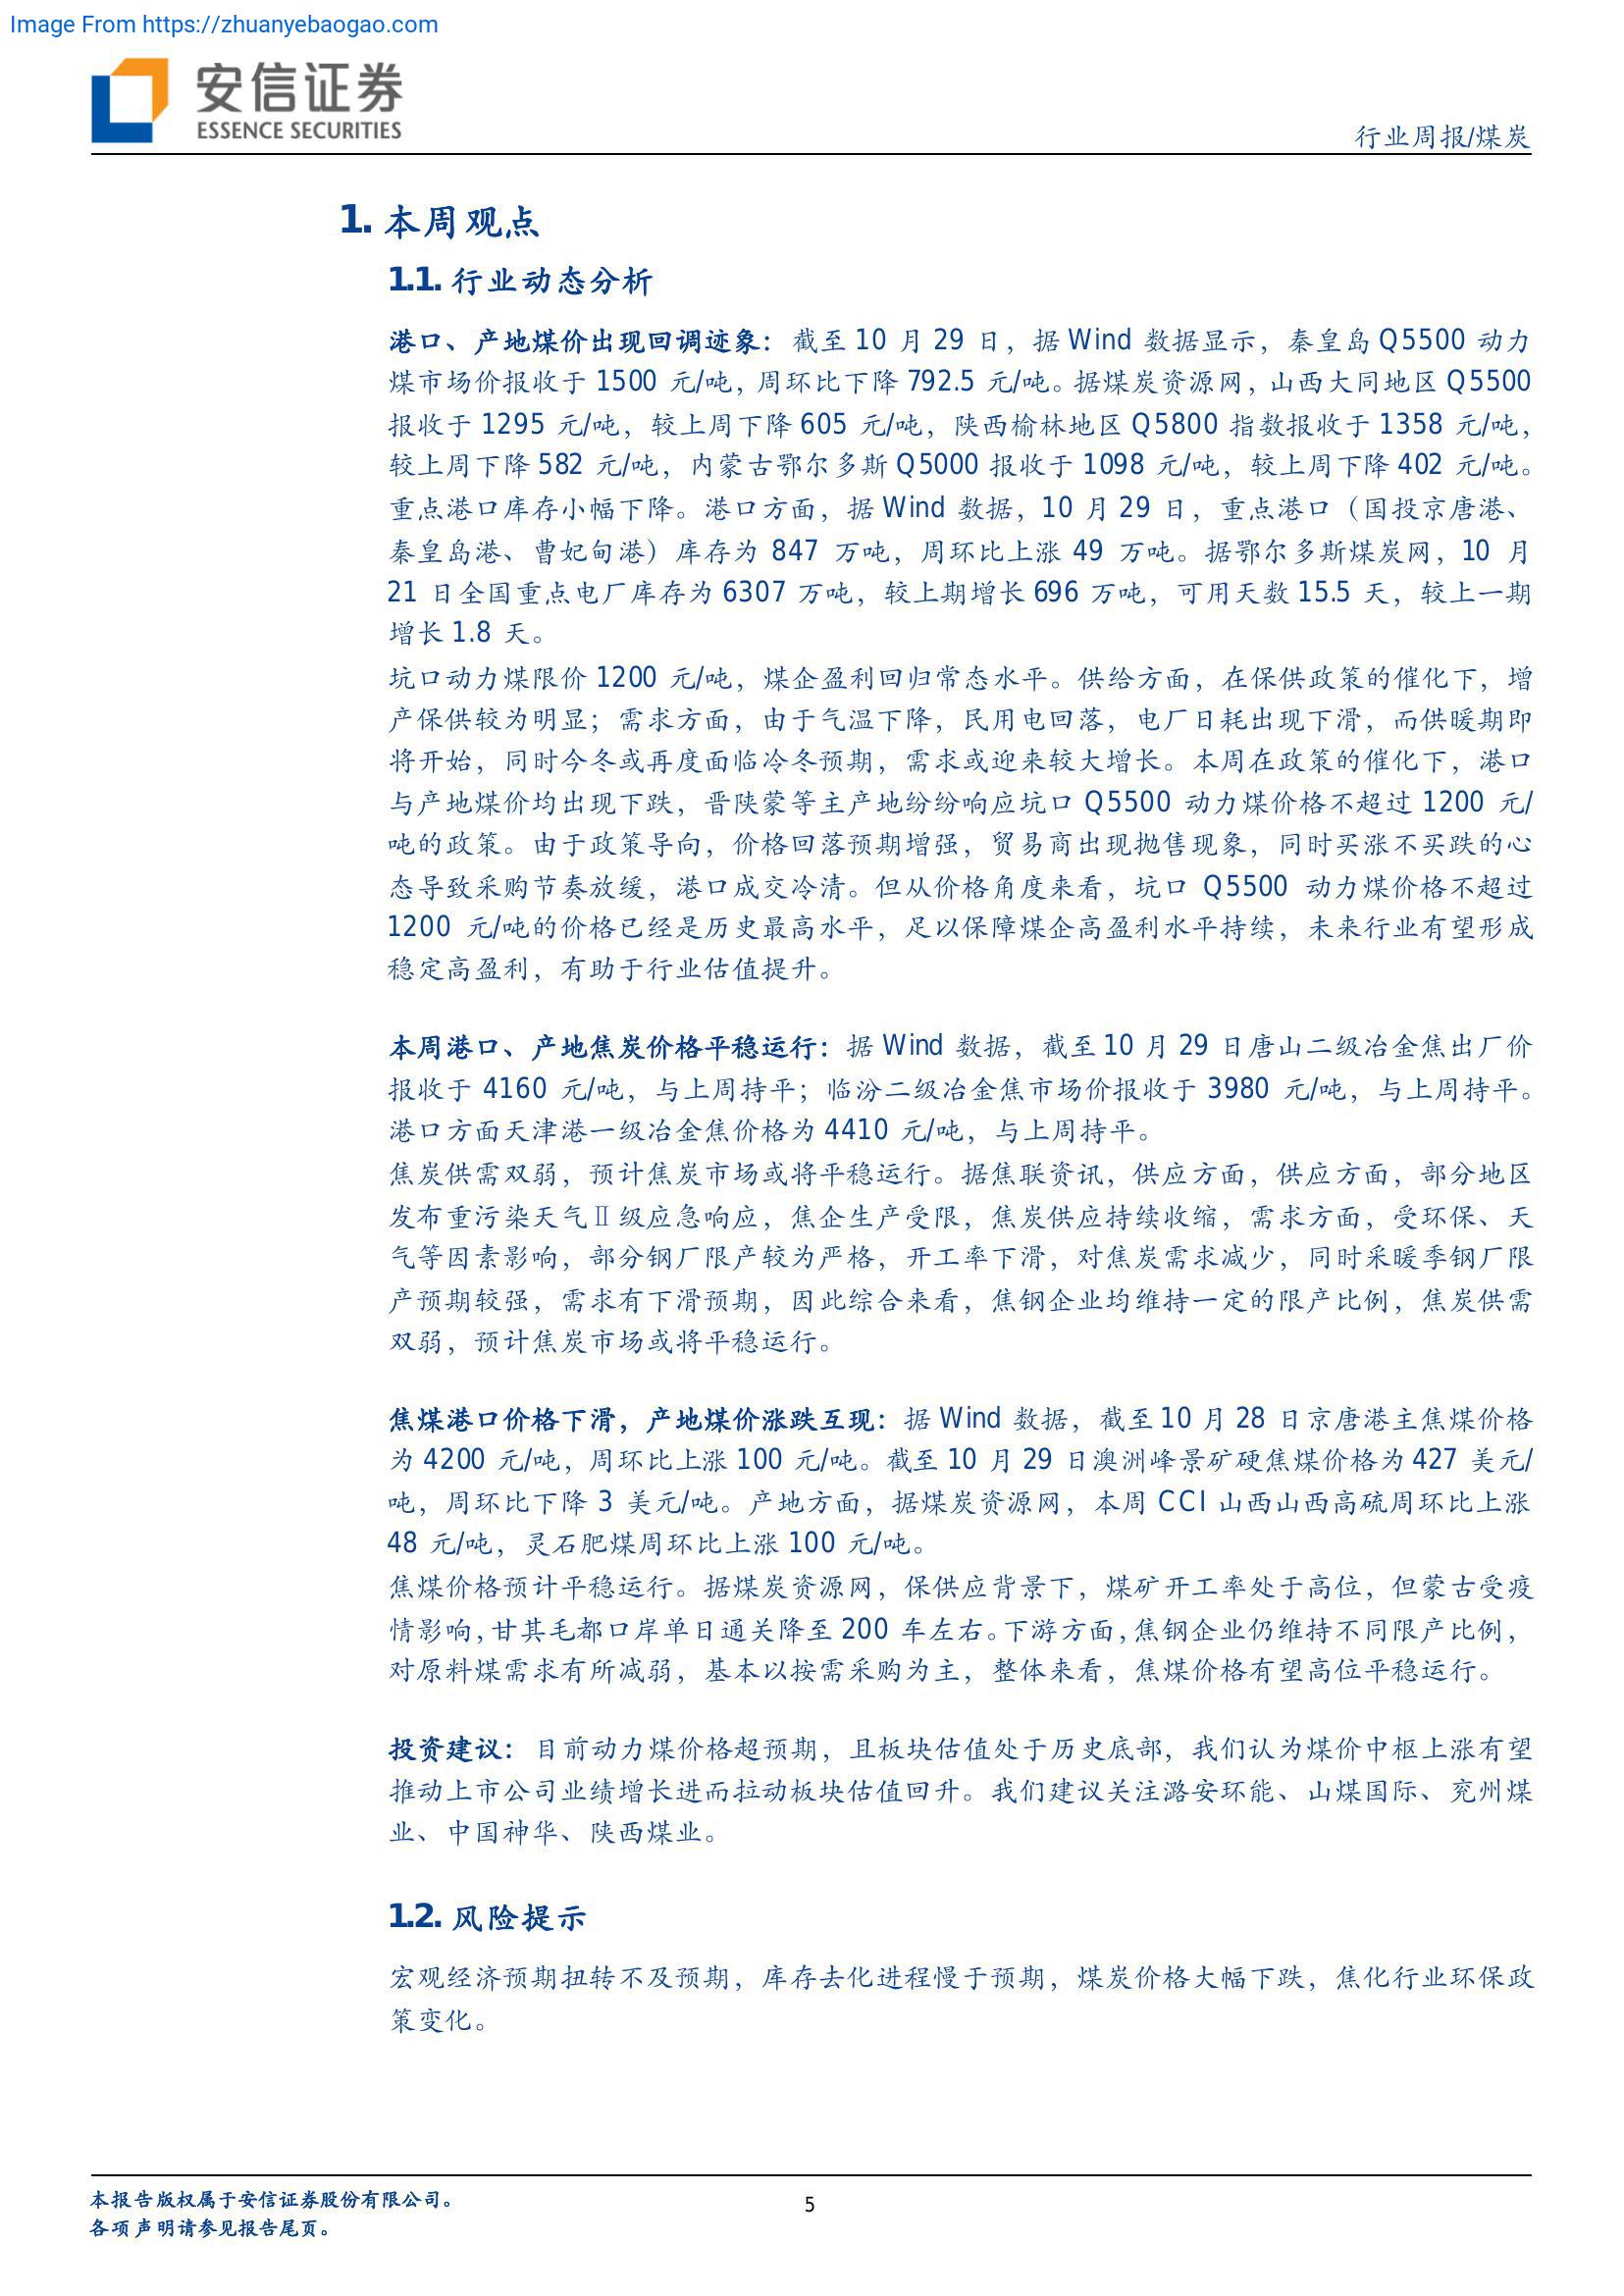 Image From https://zhuanyebaogao.com
安信证券
ESSENCE SECURITIES
行业周报/煤炭
1. 本周观点
1.1. 行业动态分析
港口、产地煤价出现回调迹象：截至 10 月 29 日，据 Wind 数据显示，秦皇岛 Q5500 动力
煤市场价报收于 1500 元/吨，周环比下降 792.5 元/吨。据煤炭资源网，山西大同地区 Q5500
报收于 1295 元/吨，较上周下降 605 元/吨，陕西榆林地区 Q5800 指数报收于 1358 元/吨，
较上周下降 582 元/吨，内蒙古鄂尔多斯 Q5000 报收于 1098 元/吨，较上周下降 402 元/吨。
重点港口库存小幅下降。港口方面，据 Wind 数据，10 月 29 日，重点港口（国投京唐港、
秦皇岛港、曹妃甸港）库存为 847 万吨，周环比上涨 49 万吨。据鄂尔多斯煤炭网，10 月
21 日全国重点电厂库存为 6307 万吨，较上期增长 696 万吨，可用天数 15.5 天，较上一期
增长 1.8 天。
坑口动力煤限价 1200 元/吨，煤企盈利回归常态水平。供给方面，在保供政策的催化下，增
产保供较为明显；需求方面，由于气温下降，民用电回落，电厂日耗出现下滑，而供暖期即
将开始，同时今冬或再度面临冷冬预期，需求或迎来较大增长。本周在政策的催化下，港口
与产地煤价均出现下跌，晋陕蒙等主产地纷纷响应坑口 Q5500 动力煤价格不超过 1200 元/
吨的政策。由于政策导向，价格回落预期增强，贸易商出现抛售现象，同时买涨不买跌的心
态导致采购节奏放缓，港口成交冷清。但从价格角度来看，坑口 Q5500 动力煤价格不超过
1200 元/吨的价格已经是历史最高水平，足以保障煤企高盈利水平持续，未来行业有望形成
稳定高盈利，有助于行业估值提升。
本周港口、产地焦炭价格平稳运行：据 Wind 数据，截至 10 月 29 日唐山二级冶金焦出厂价
报收于 4160 元/吨，与上周持平；临汾二级冶金焦市场价报收于 3980 元/吨，与上周持平。
港口方面天津港一级冶金焦价格为 4410 元/吨，与上周持平。
焦炭供需双弱，预计焦炭市场或将平稳运行。据焦联资讯，供应方面，供应方面，部分地区
发布重污染天气Ⅱ级应急响应，焦企生产受限，焦炭供应持续收缩，需求方面，受环保、天
气等因素影响，部分钢厂限产较为严格，开工率下滑，对焦炭需求减少，同时采暖季钢厂限
产预期较强，需求有下滑预期，因此综合来看，焦钢企业均维持一定的限产比例，焦炭供需
双弱，预计焦炭市场或将平稳运行。
焦煤港口价格下滑，产地煤价涨跌互现：据 Wind 数据，截至 10 月 28 日京唐港主焦煤价格
为 4200 元/吨，周环比上涨 100 元/吨。截至 10 月 29 日澳洲峰景矿硬焦煤价格为 427 美元/
吨，周环比下降 3 美元/吨。产地方面，据煤炭资源网，本周 CCI 山西山西高硫周环比上涨
48 元/吨，灵石肥煤周环比上涨 100 元/吨。
焦煤价格预计平稳运行。据煤炭资源网，保供应背景下，煤矿开工率处于高位，但蒙古受疫
情影响，甘其毛都口岸单日通关降至 200 车左右。下游方面，焦钢企业仍维持不同限产比例，
对原料煤需求有所减弱，基本以按需采购为主，整体来看，焦煤价格有望高位平稳运行。
投资建议：目前动力煤价格超预期，且板块估值处于历史底部，我们认为煤价中枢上涨有望
推动上市公司业绩增长进而拉动板块估值回升。我们建议关注潞安环能、山煤国际、兖州煤
业、中国神华、陕西煤业。
1.2. 风险提示
宏观经济预期扭转不及预期，库存去化进程慢于预期，煤炭价格大幅下跌，焦化行业环保政
策变化。
本报告版权属于安信证券股份有限公司。
各项声明请参见报告尾页。
5